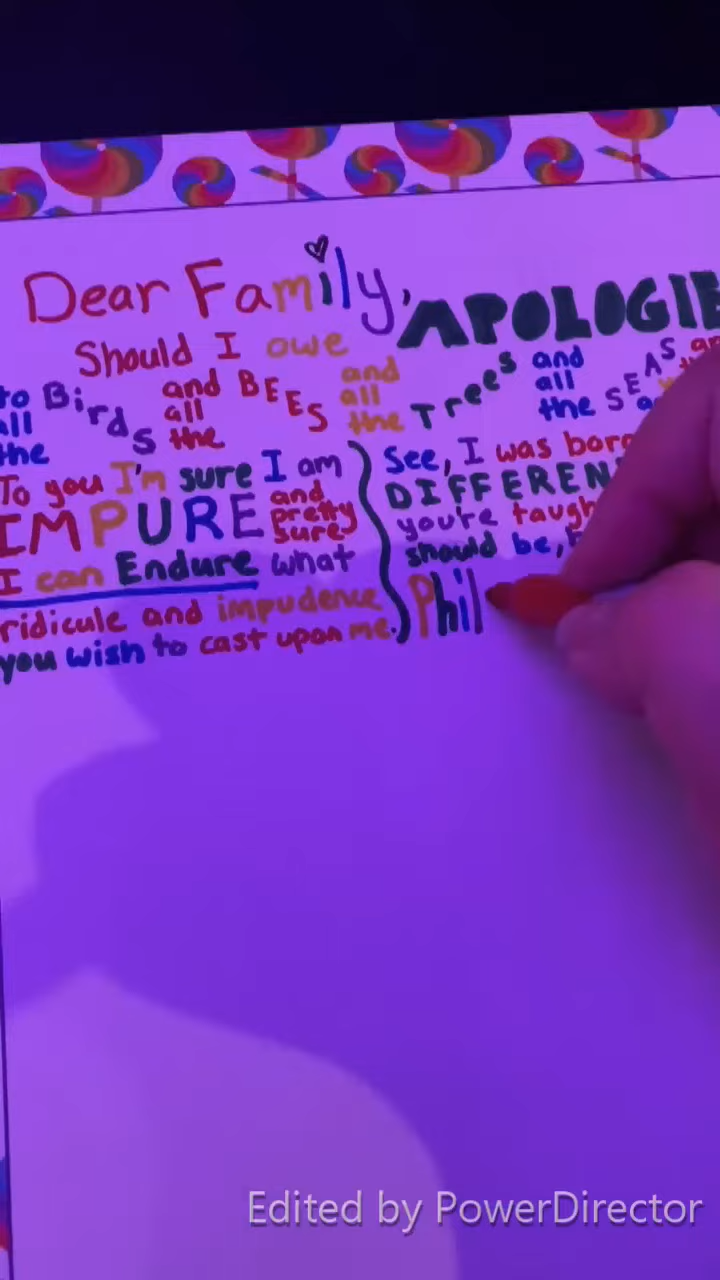 Dear Family,
Should I owe APOLOGIE
to all the Birds and all the BEES and all the Trees and all the SEAS
To you I'm sure I am
IMPURE and pretty sure
I can Endure what
ridicule and impudence
you wish to cast upon me.
See, I was born
DIFFEREN
you're taugh
should be,
Phil
Edited by PowerDirector